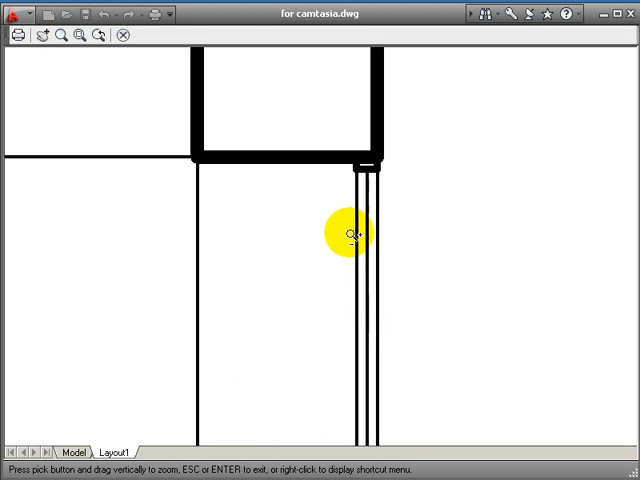 for camtasia.dwg
Model
Layout1
Press pick button and drag vertically to zoom, ESC or ENTER to exit, or right-click to display shortcut menu.